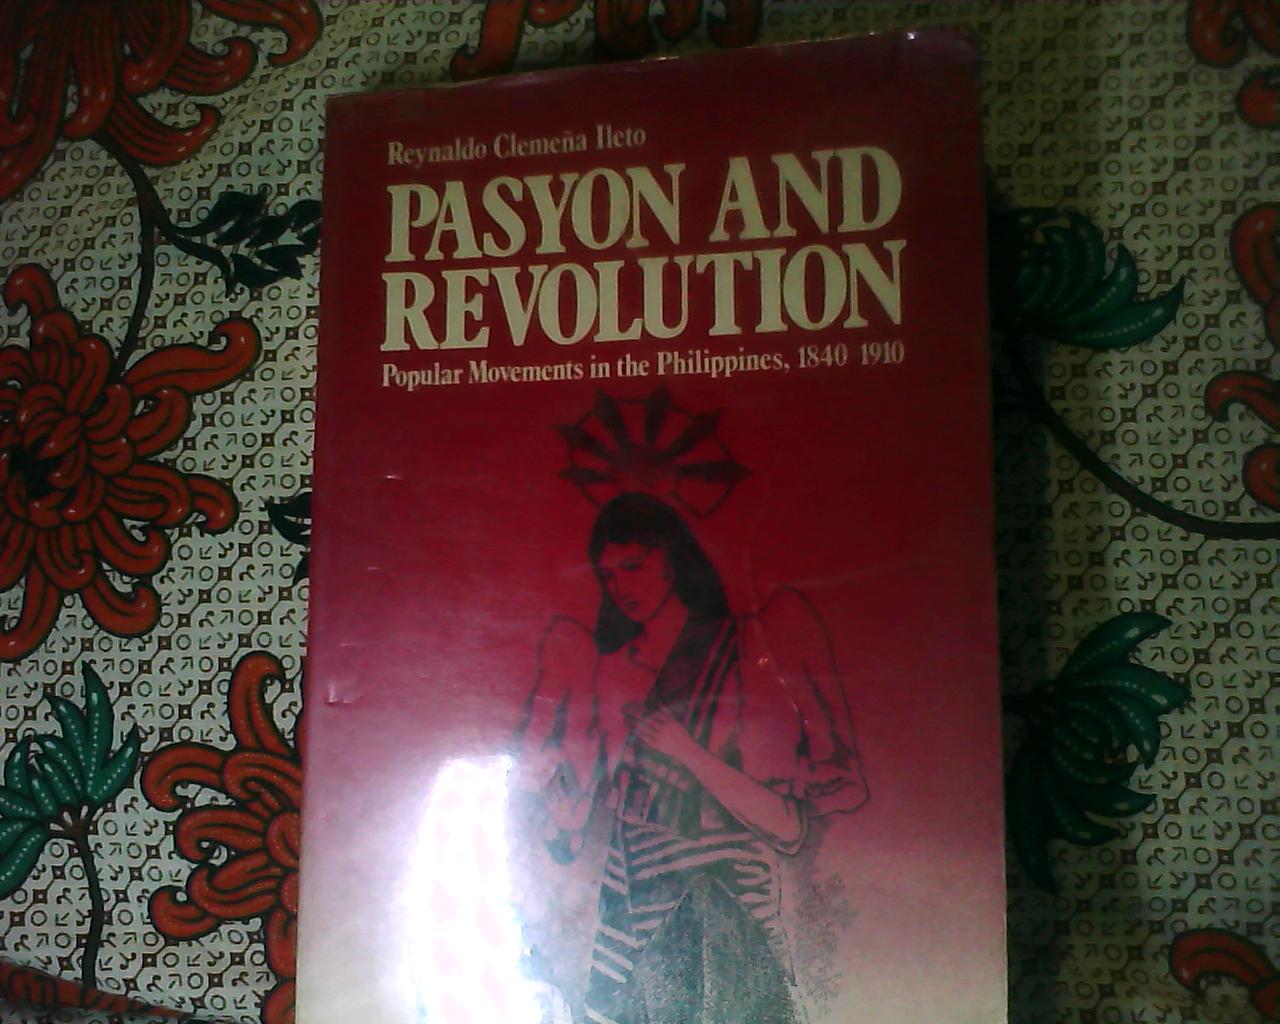 Reynaldo Clemeña Ileto
PASYON AND
REVOLUTION
Popular Movements in the Philippines, 1840 1910